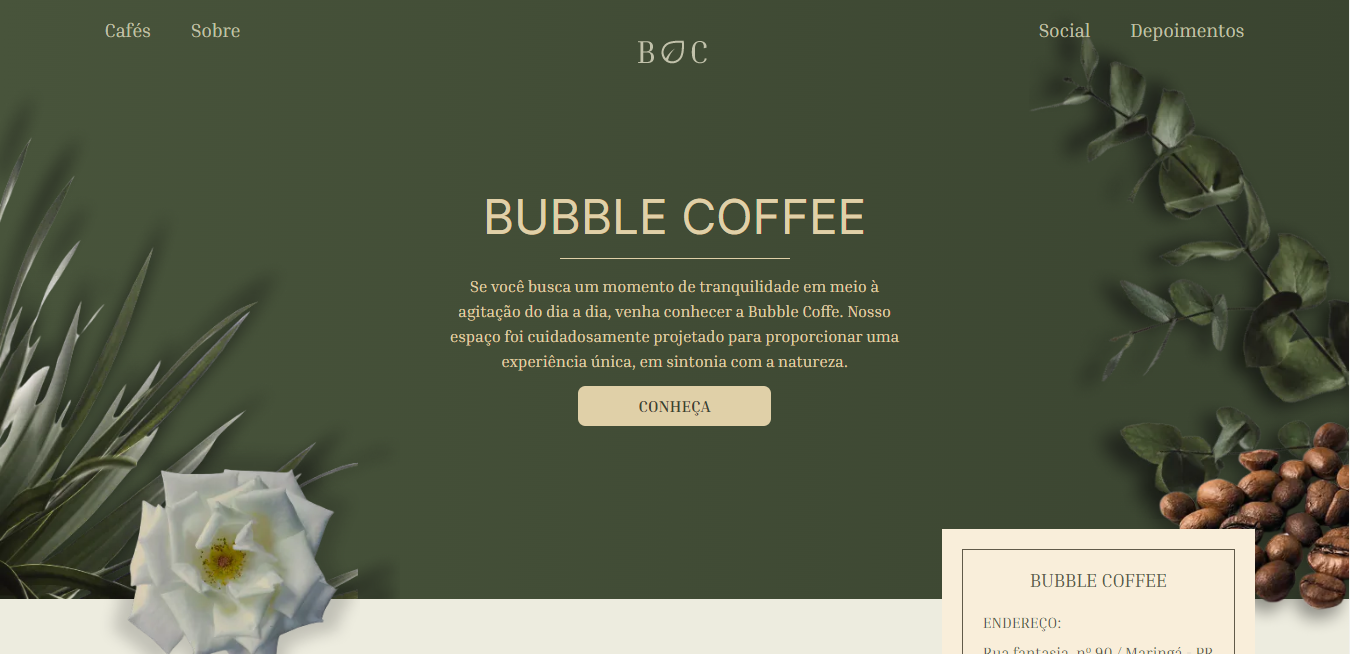 Cafés Sobre Social Depoimentos
B C
BUBBLE COFFEE
Se você busca um momento de tranquilidade em meio à
agitação do dia a dia, venha conhecer a Bubble Coffe. Nosso
espaço foi cuidadosamente projetado para proporcionar uma
experiência única, em sintonia com a natureza.
CONHEÇA
BUBBLE COFFEE
ENDEREÇO:
Rua fantasia, nº 90 / Maringá - PR